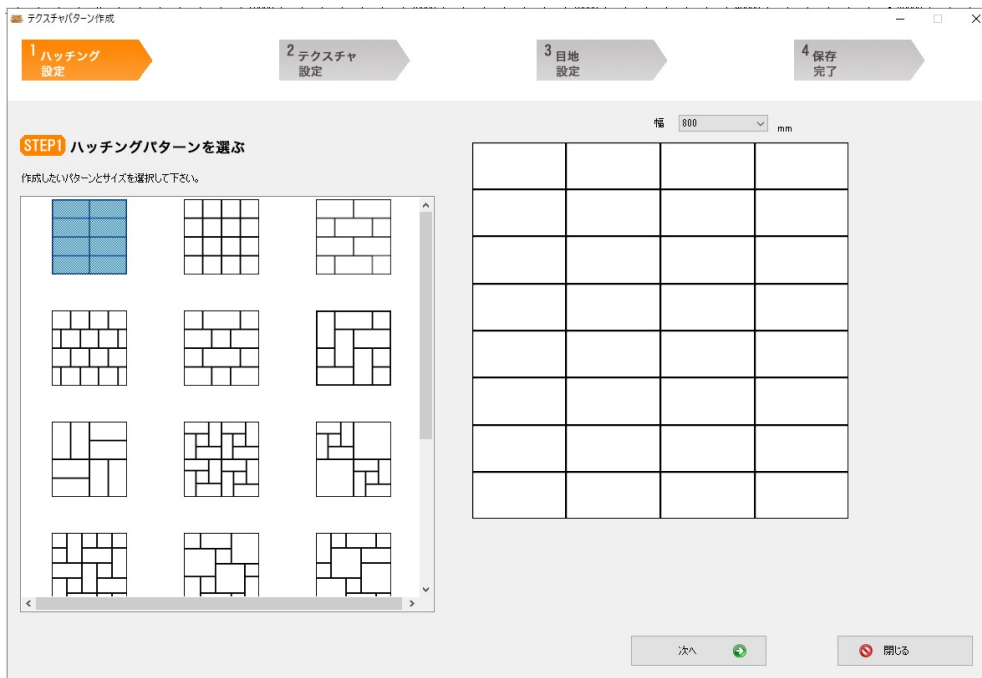 テクスチャパターン作成
1 ハッチング
設定
2 テクスチャ
設定
3 目地
設定
4 保存
完了
幅 800 mm
STEP1 ハッチングパターンを選ぶ
作成したいパターンとサイズを選択して下さい。
次へ
閉じる